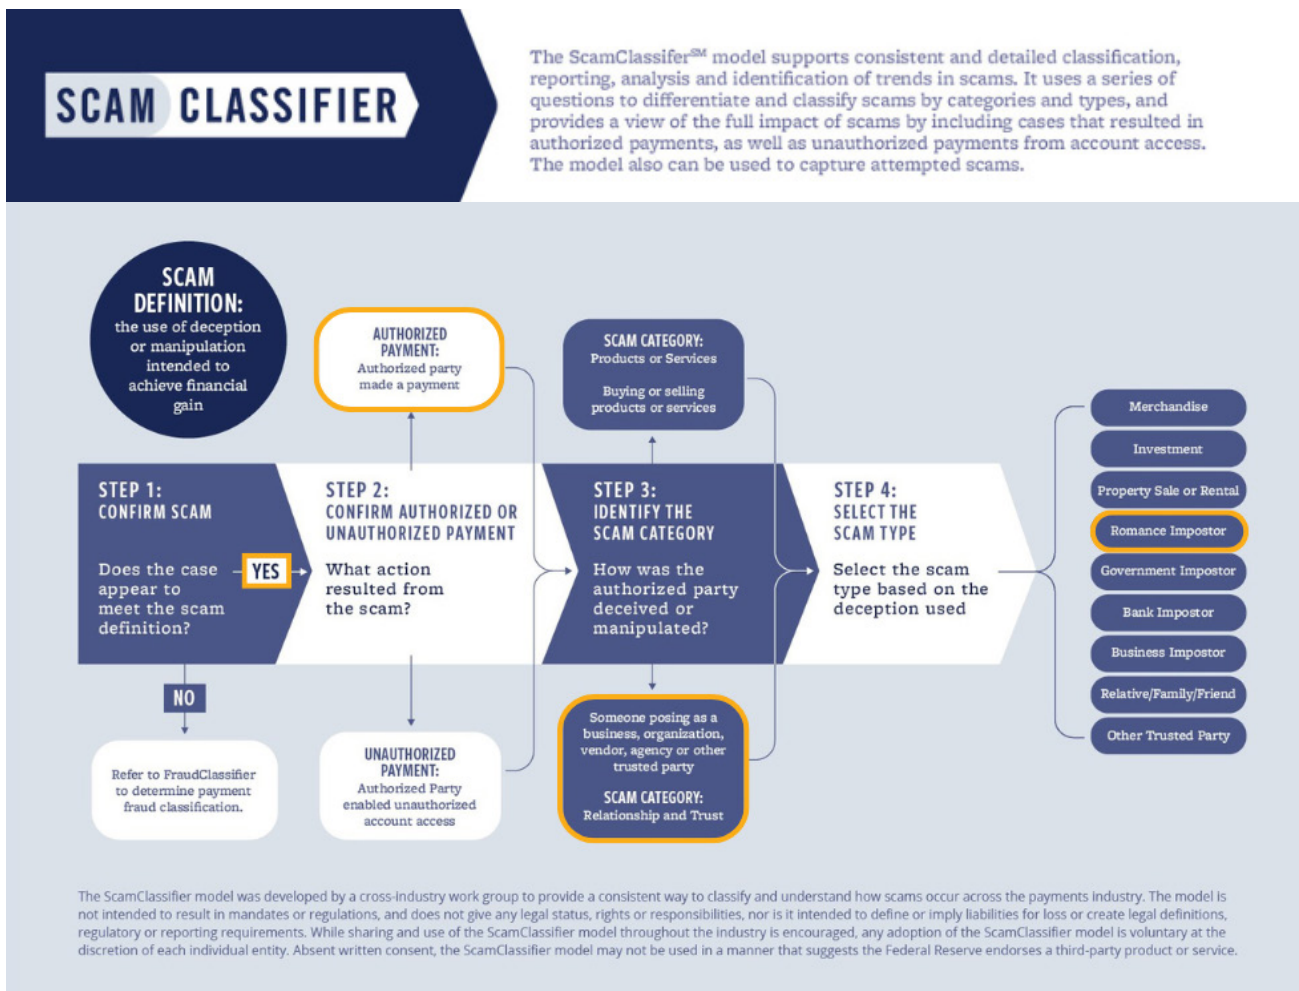 SCAM CLASSIFIER
The ScamClassifer℠ model supports consistent and detailed classification,
reporting, analysis and identification of trends in scams. It uses a series of
questions to differentiate and classify scams by categories and types, and
provides a view of the full impact of scams by including cases that resulted in
authorized payments, as well as unauthorized payments from account access.
The model also can be used to capture attempted scams.
SCAM
DEFINITION:
the use of deception
or manipulation
intended to
achieve financial
gain
AUTHORIZED
PAYMENT:
Authorized party
made a payment
SCAM CATEGORY:
Products or Services
Buying or selling
products or services
STEP 1:
CONFIRM SCAM
Does the case
appear to
meet the scam
definition?
YES
NO
Refer to FraudClassifier
to determine payment
fraud classification.
STEP 2:
CONFIRM AUTHORIZED OR
UNAUTHORIZED PAYMENT
What action
resulted from
the scam?
UNAUTHORIZED
PAYMENT:
Authorized Party
enabled unauthorized
account access
STEP 3:
IDENTIFY THE
SCAM CATEGORY
How was the
authorized party
deceived or
manipulated?
Someone posing as a
business, organization,
vendor, agency or other
trusted party
SCAM CATEGORY:
Relationship and Trust
STEP 4:
SELECT THE
SCAM TYPE
Select the scam
type based on the
deception used
Merchandise
Investment
Property Sale or Rental
Romance Impostor
Government Impostor
Bank Impostor
Business Impostor
Relative/Family/Friend
Other Trusted Party
The ScamClassifier model was developed by a cross-industry work group to provide a consistent way to classify and understand how scams occur across the payments industry. The model is
not intended to result in mandates or regulations, and does not give any legal status, rights or responsibilities, nor is it intended to define or imply liabilities for loss or create legal definitions,
regulatory or reporting requirements. While sharing and use of the ScamClassifier model throughout the industry is encouraged, any adoption of the ScamClassifier model is voluntary at the
discretion of each individual entity. Absent written consent, the ScamClassifier model may not be used in a manner that suggests the Federal Reserve endorses a third-party product or service.